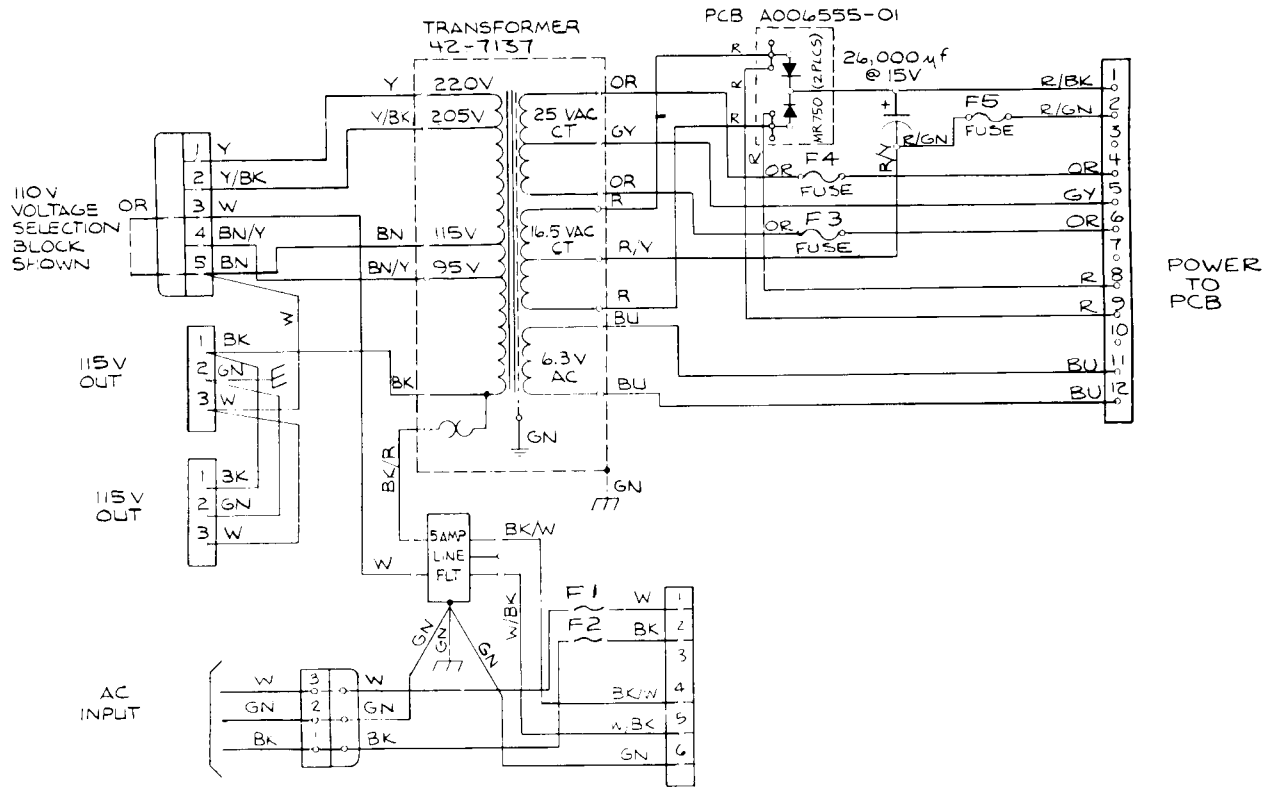 PCB A006555-01
TRANSFORMER
42-7137
MR750 (2 PLCS)
26,000 µf
@ 15V
+
R
R
R
R
R/BK
R/GN
R/GN
R/Y
F5
FUSE
Y 220V
Y/BK 205V
25 VAC
CT
OR
GY
OR
R
16.5 VAC
CT
R/Y
R
BU
6.3V
AC
BU
OR F4
FUSE
OR F3
FUSE
OR
GY
OR
R
R
BU
BU
1
2
3
4
5
6
7
8
9
10
11
12
POWER
TO
PCB
110V
VOLTAGE
SELECTION
BLOCK
SHOWN
OR
1 Y
2 Y/BK
3 W
4 BN/Y
5 BN
BN 115V
BN/Y 95V
W
BK
GN
GN
BK/R
115V
OUT
1 BK
2 GN
3 W
115V
OUT
1 BK
2 GN
3 W
W
5 AMP
LINE
FLT
BK/W
W/BK
GN
GN
GN
F1 W
F2 BK
1
2
3
BK/W 4
W/BK 5
GN 6
AC
INPUT
W 3 W
GN 2 GN
BK 1 BK